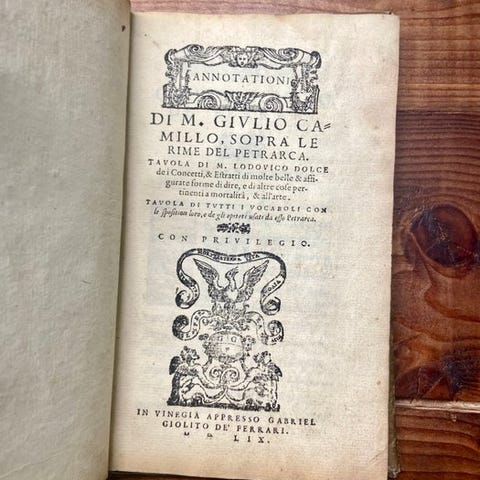 ANNOTATIONI
DI M. GIVLIO CA-
MILLO, SOPRA LE
RIME DEL PETRARCA.
TAVOLA DI M. LODOVICO DOLCE
de i Concetti, & Estratti di molte belle & affi-
gurate forme di dire, e di altre cose per-
tinenti a mortalità, & all'arte.
TAVOLA DI TVTTI I VOCABOLI CON
le sposition loro, e de gli epiteti usati da esso Petrarca.
CON PRIVILEGIO.
G G
IN VINEGIA APPRESSO GABRIEL
GIOLITO DE' FERRARI.
LIX.